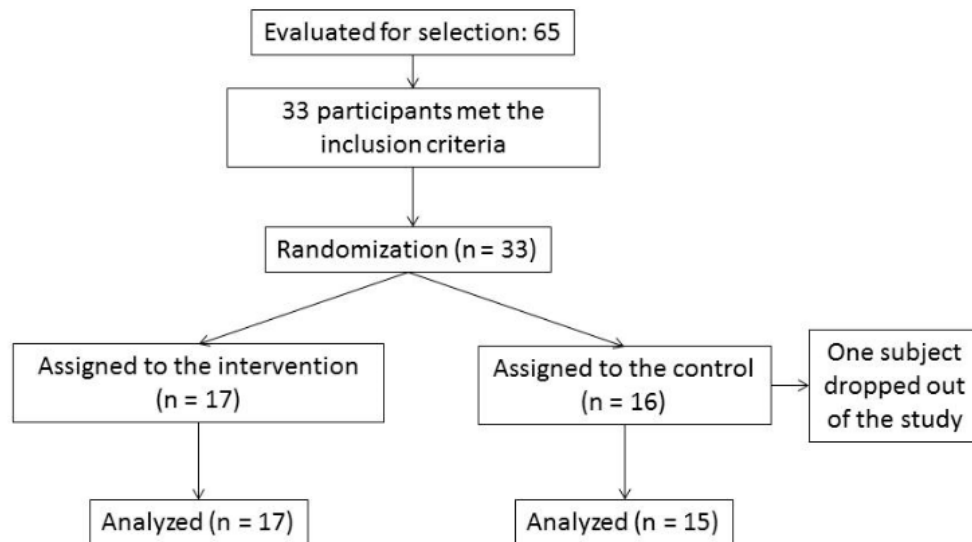 Evaluated for selection: 65
33 participants met the
inclusion criteria
Randomization (n = 33)
Assigned to the intervention
(n = 17)
Assigned to the control
(n = 16)
One subject
dropped out
of the study
Analyzed (n = 17)
Analyzed (n = 15)